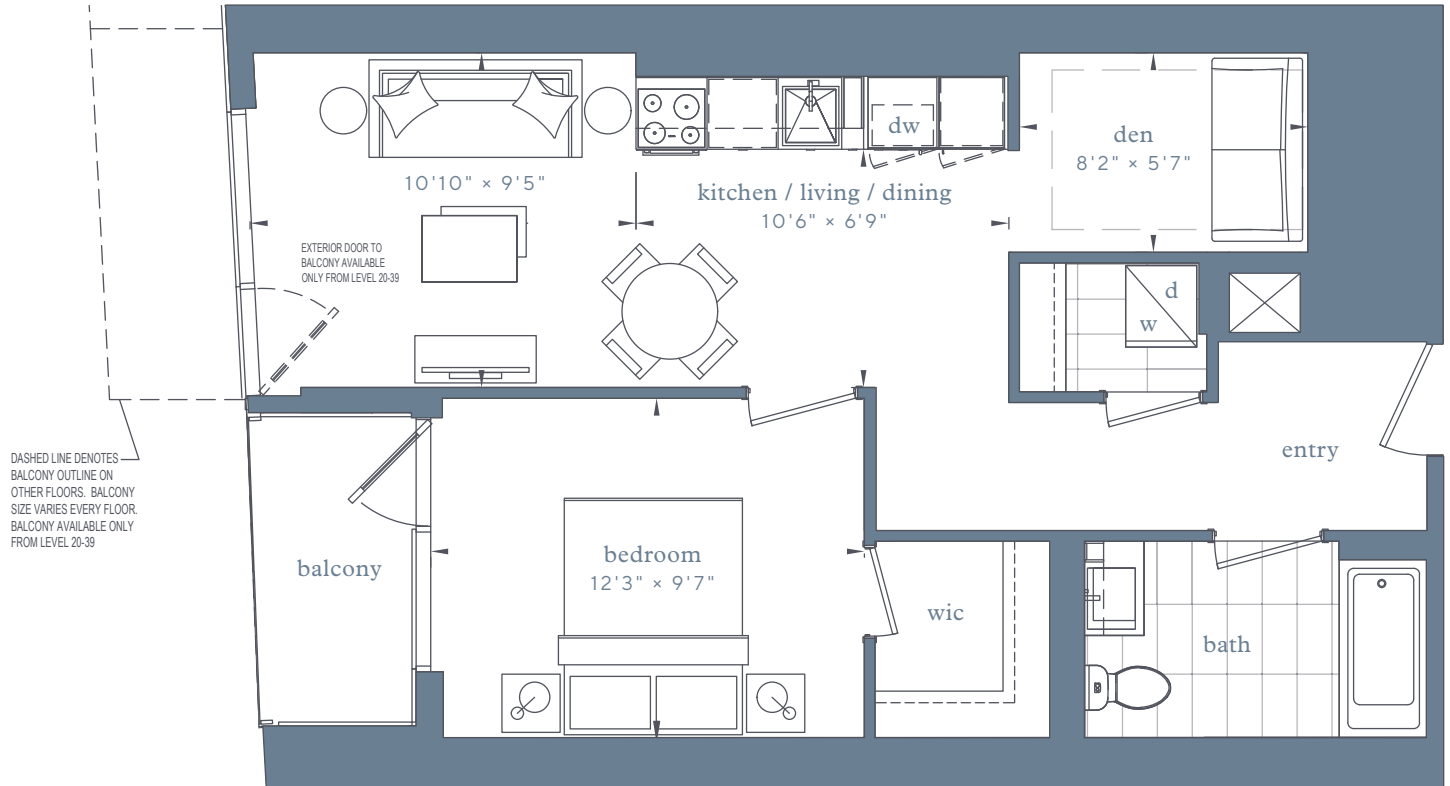 10'10" × 9'5"
EXTERIOR DOOR TO
BALCONY AVAILABLE
ONLY FROM LEVEL 20-39
kitchen / living / dining
10'6" × 6'9"
dw
den
8'2" × 5'7"
d
w
entry
DASHED LINE DENOTES
BALCONY OUTLINE ON
OTHER FLOORS. BALCONY
SIZE VARIES EVERY FLOOR.
BALCONY AVAILABLE ONLY
FROM LEVEL 20-39
balcony
bedroom
12'3" × 9'7"
wic
bath